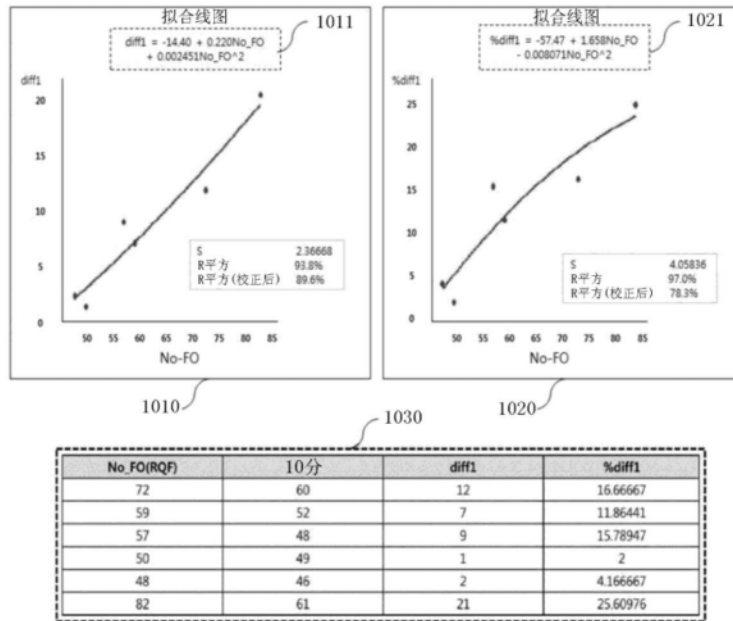 拟合线图
1011
diff1 = -14.40 + 0.220No_FO
+ 0.002451No_FO^2
diff1
20
15
10
5
0
S 2.36668
R平方 93.8%
R平方(校正后) 89.6%
50 55 60 65 70 75 80 85
No-FO
1010
拟合线图
1021
%diff1 = -57.47 + 1.658No_FO
- 0.008071No_FO^2
%diff1
25
20
15
10
5
0
S 4.05836
R平方 97.0%
R平方(校正后) 78.3%
50 55 60 65 70 75 80 85
No-FO
1020
1030
No_FO(RQF) 10分 diff1 %diff1
72 60 12 16.66667
59 52 7 11.86441
57 48 9 15.78947
50 49 1 2
48 46 2 4.166667
82 61 21 25.60976